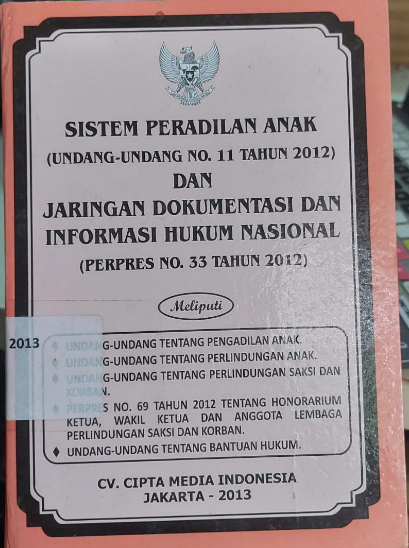 SISTEM PERADILAN ANAK
(UNDANG-UNDANG NO. 11 TAHUN 2012)
DAN
JARINGAN DOKUMENTASI DAN
INFORMASI HUKUM NASIONAL
(PERPRES NO. 33 TAHUN 2012)
Meliputi
2013
UNDANG-UNDANG TENTANG PENGADILAN ANAK.
UNDANG-UNDANG TENTANG PERLINDUNGAN ANAK.
UNDANG-UNDANG TENTANG PERLINDUNGAN SAKSI DAN
KORBAN.
PERPRES NO. 69 TAHUN 2012 TENTANG HONORARIUM
KETUA, WAKIL KETUA DAN ANGGOTA LEMBAGA
PERLINDUNGAN SAKSI DAN KORBAN.
UNDANG-UNDANG TENTANG BANTUAN HUKUM.
CV. CIPTA MEDIA INDONESIA
JAKARTA - 2013